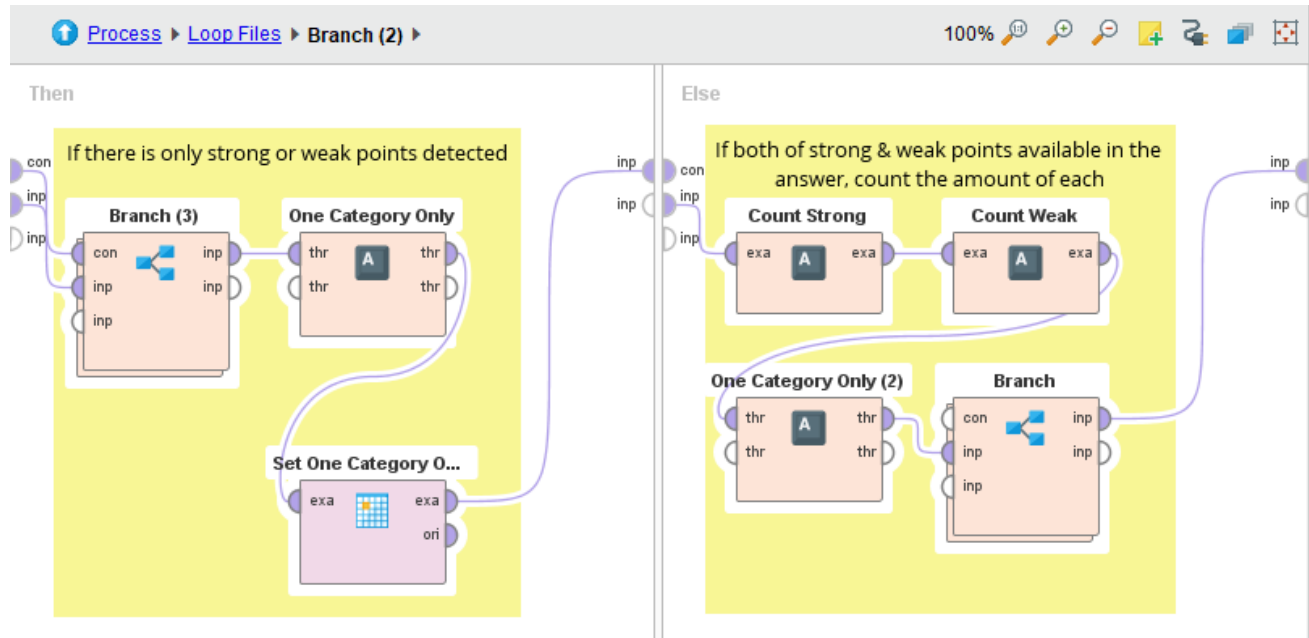 Process Loop Files Branch (2)
100%
Then
If there is only strong or weak points detected
con
inp
inp
Branch (3)
con
inp
inp
inp
inp
One Category Only
thr
thr
thr
thr
Set One Category O...
exa
exa
ori
inp
inp
Else
If both of strong & weak points available in the
answer, count the amount of each
con
inp
inp
Count Strong
A
exa
exa
Count Weak
A
exa
exa
One Category Only (2)
A
thr
thr
thr
thr
Branch
con
inp
inp
inp
inp
inp
inp